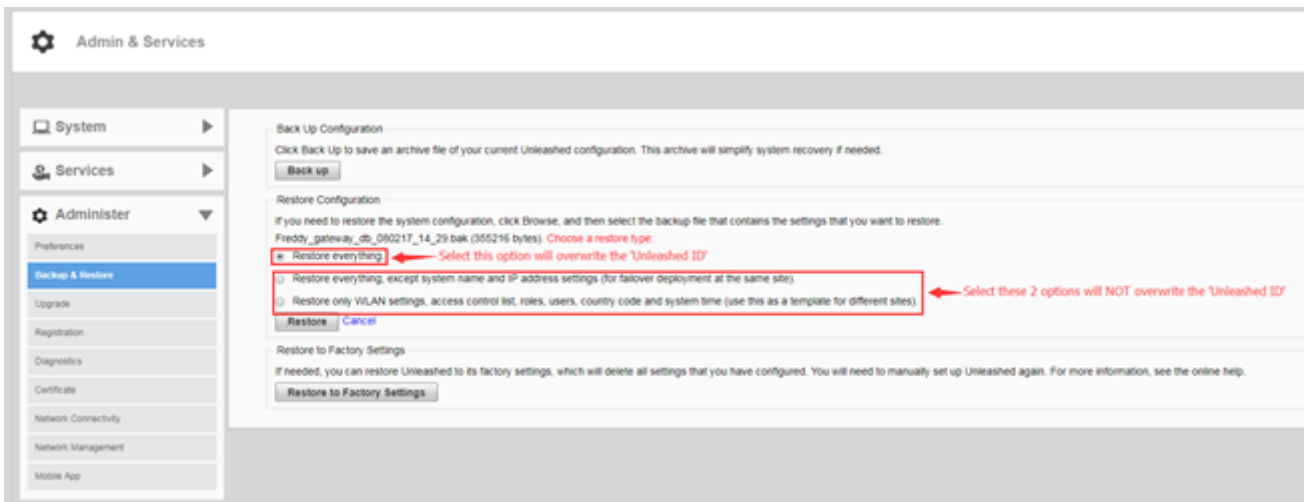 Admin & Services
System
Services
Administer
Preferences
Backup & Restore
Upgrade
Registration
Diagnostics
Certificate
Network Connectivity
Network Management
Mobile App
Back Up Configuration
Click Back Up to save an archive file of your current Unleashed configuration. This archive will simplify system recovery if needed.
Back up
Restore Configuration
If you need to restore the system configuration, click Browse, and then select the backup file that contains the settings that you want to restore.
Freddy_gateway_db_080217_14_29.bak (355216 bytes). Choose a restore type:
Restore everything. Select this option will overwrite the 'Unleashed ID'
Restore everything, except system name and IP address settings (for failover deployment at the same site).
Select these 2 options will NOT overwrite the 'Unleashed ID'
Restore only WLAN settings, access control list, roles, users, country code and system time (use this as a template for different sites).
Restore Cancel
Restore to Factory Settings
If needed, you can restore Unleashed to its factory settings, which will delete all settings that you have configured. You will need to manually set up Unleashed again. For more information, see the online help.
Restore to Factory Settings